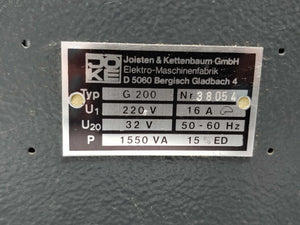 JOKE
Joisten & Kettenbaum GmbH
Elektro-Maschinenfabrik
D 5060 Bergisch Gladbach 4
Typ G 200 Nr 38054
U1 220 V 16 A
U20 32 V 50-60 Hz
P 1550 VA 15 % ED